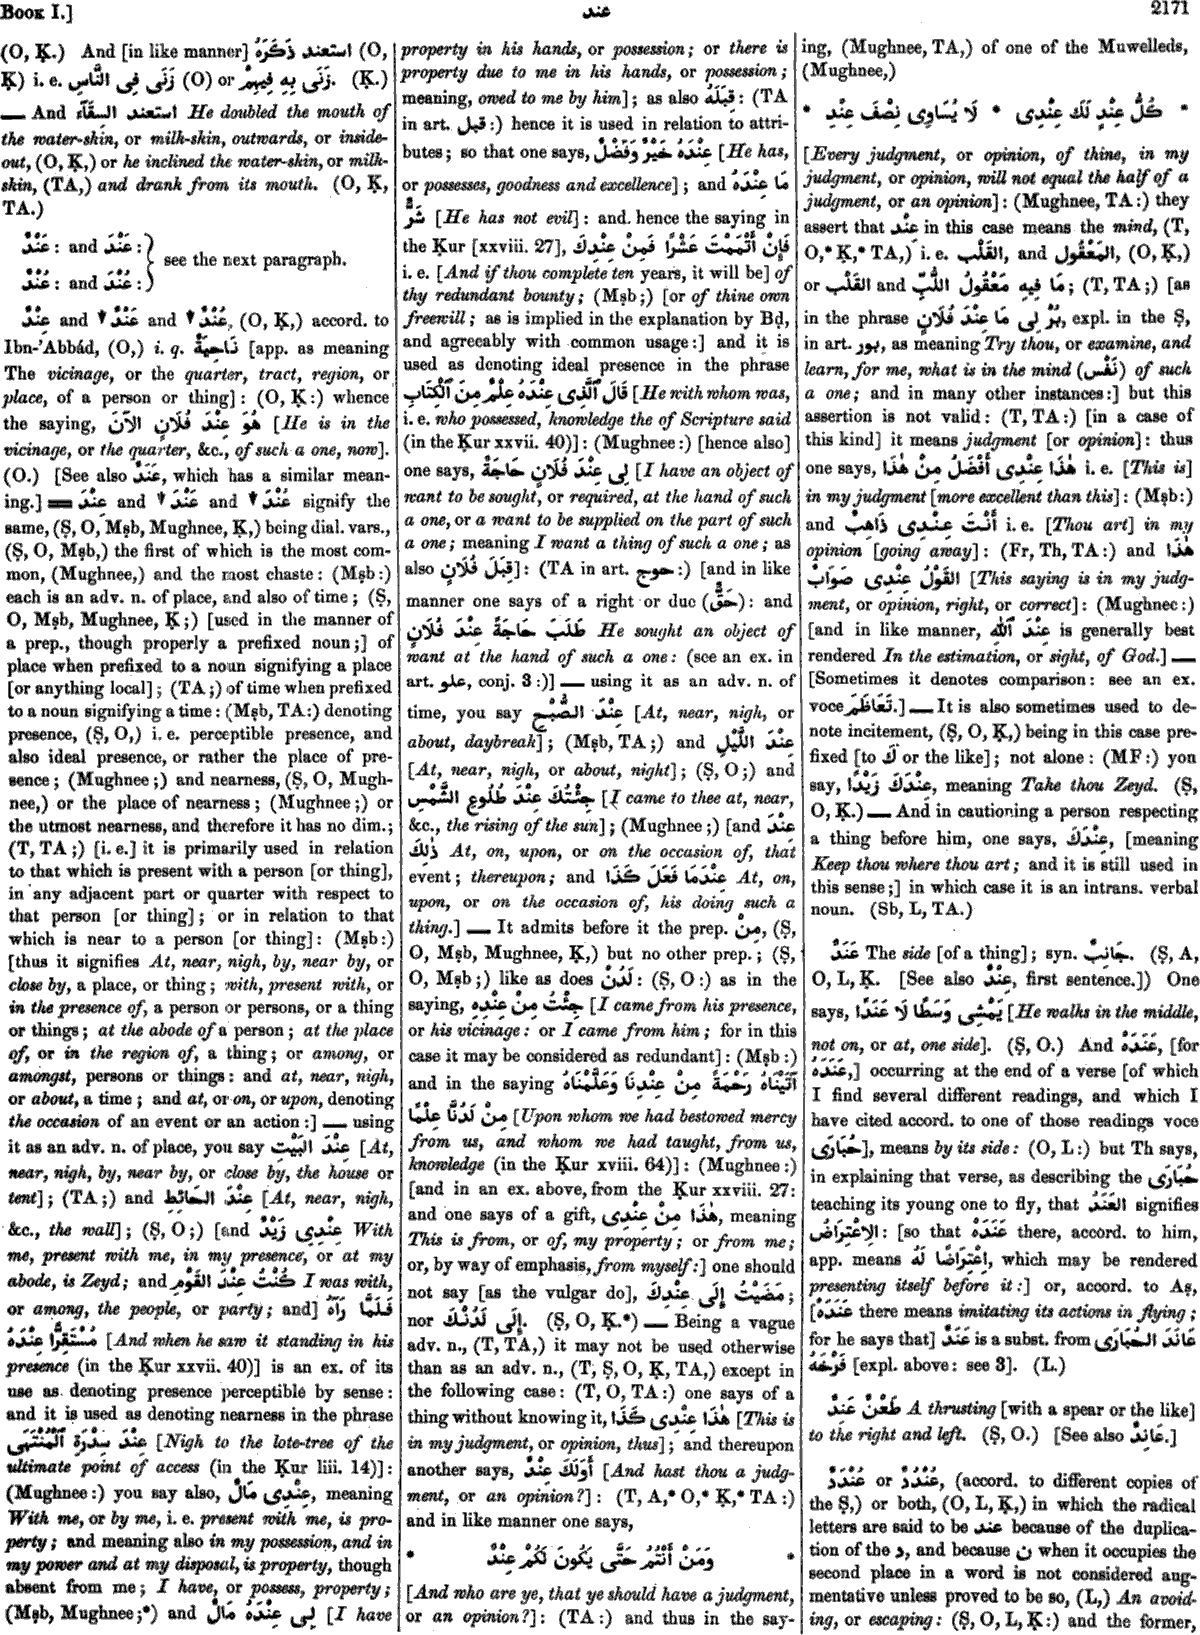 Book I.]
عند
2171
(O, Ḳ.) And [in like manner] استعند ذَكَرَهُ (O,
Ḳ) i. e. زَنَى فِى النَّاسِ (O) or زَنَى بِهِ فِيهِمْ. (Ḳ.)
— And استعند السِّقَآءَ He doubled the mouth of
the water-skin, or milk-skin, outwards, or inside-
out, (O, Ḳ,) or he inclined the water-skin, or milk-
skin, (TA,) and drank from its mouth. (O, Ḳ,
TA.)
عَنْدٌ: and عَنْدَ:
عُنْدٌ: and عُنْدَ:
see the next paragraph.
عِنْدٌ and ↓ عَنْدٌ and ↓ عُنْدٌ, (O, Ḳ,) accord. to
Ibn-'Abbád, (O,) i. q. نَاحِيَةٌ [app. as meaning
The vicinage, or the quarter, tract, region, or
place, of a person or thing]: (O, Ḳ:) whence
the saying, هُوَ عِنْدَ فُلَانٍ الآنَ [He is in the
vicinage, or the quarter, &c., of such a one, now].
(O.) [See also عَنَدٌ, which has a similar mean-
ing.] = عِنْدَ and ↓ عَنْدَ and ↓ عُنْدَ signify the
same, (Ṣ, O, Mṣb, Mughnee, Ḳ,) being dial. vars.,
(Ṣ, O, Mṣb,) the first of which is the most com-
mon, (Mughnee,) and the most chaste: (Mṣb:)
each is an adv. n. of place, and also of time; (Ṣ,
O, Mṣb, Mughnee, Ḳ;) [used in the manner of
a prep., though properly a prefixed noun;] of
place when prefixed to a noun signifying a place
[or anything local]; (TA;) of time when prefixed
to a noun signifying a time: (Mṣb, TA:) denoting
presence, (Ṣ, O,) i. e. perceptible presence, and
also ideal presence, or rather the place of pre-
sence; (Mughnee;) and nearness, (Ṣ, O, Mugh-
nee,) or the place of nearness; (Mughnee;) or
the utmost nearness, and therefore it has no dim.;
(T, TA;) [i. e.] it is primarily used in relation
to that which is present with a person [or thing],
in any adjacent part or quarter with respect to
that person [or thing]; or in relation to that
which is near to a person [or thing]: (Mṣb:)
[thus it signifies At, near, nigh, by, near by, or
close by, a place, or thing; with, present with, or
in the presence of, a person or persons, or a thing
or things; at the abode of a person; at the place
of, or in the region of, a thing; or among, or
amongst, persons or things: and at, near, nigh,
or about, a time; and at, or on, or upon, denoting
the occasion of an event or an action:] — using
it as an adv. n. of place, you say عِنْدَ البَيْتِ [At,
near, nigh, by, near by, or close by, the house or
tent]; (TA;) and عِنْدَ الحَائِطِ [At, near, nigh,
&c., the wall]; (Ṣ, O;) [and عِنْدِى زَيْدٌ With
me, present with me, in my presence, or at my
abode, is Zeyd; and كُنْتُ عِنْدَ القَوْمِ I was with,
or among, the people, or party; and] فَلَمَّا رَآهُ
مُسْتَقِرًّا عِنْدَهُ [And when he saw it standing in his
presence (in the Ḳur xxvii. 40)] is an ex. of its
use as denoting presence perceptible by sense:
and it is used as denoting nearness in the phrase
عِنْدَ سِدْرَةِ ٱلْمُنْتَهَى [Nigh to the lote-tree of the
ultimate point of access (in the Ḳur liii. 14)]:
(Mughnee:) you say also, عِنْدِى مَالٌ, meaning
With me, or by me, i. e. present with me, is pro-
perty; and meaning also in my possession, and in
my power and at my disposal, is property, though
absent from me; I have, or possess, property;
(Mṣb, Mughnee;*) and لِى عِنْدَهُ مَالٌ [I have
property in his hands, or possession; or there is
property due to me in his hands, or possession;
meaning, owed to me by him]; as also قِبَلَهُ: (TA
in art. قبل:) hence it is used in relation to attri-
butes; so that one says, عِنْدَهُ خَيْرٌ وَفَضْلٌ [He has,
or possesses, goodness and excellence]; and مَا عِنْدَهُ
شَرٌّ [He has not evil]: and hence the saying in
the Ḳur [xxviii. 27], فَإِنْ أَتْمَمْتَ عَشْرًا فَمِنْ عِنْدِكَ
i. e. [And if thou complete ten years, it will be] of
thy redundant bounty; (Mṣb;) [or of thine own
freewill; as is implied in the explanation by Bḍ,
and agreeably with common usage:] and it is
used as denoting ideal presence in the phrase
قَالَ ٱلَّذِى عِنْدَهُ عِلْمٌ مِنَ ٱلْكِتَابِ [He with whom was,
i. e. who possessed, knowledge of the Scripture said
(in the Ḳur xxvii. 40)]: (Mughnee:) [hence also]
one says, لِى عِنْدَ فُلَانٍ حَاجَةٌ [I have an object of
want to be sought, or required, at the hand of such
a one, or a want to be supplied on the part of such
a one; meaning I want a thing of such a one; as
also قِبَلَ فُلَانٍ]: (TA in art. حوج:) [and in like
manner one says of a right or due (حَقٌّ): and
طَلَبَ حَاجَةً عِنْدَ فُلَانٍ He sought an object of
want at the hand of such a one: (see an ex. in
art. علو, conj. 3:)] — using it as an adv. n. of
time, you say عِنْدَ الصُّبْحِ [At, near, nigh, or
about, daybreak]; (Mṣb, TA;) and عِنْدَ اللَّيْلِ
[At, near, nigh, or about, night]; (Ṣ, O;) and
جِئْتُكَ عِنْدَ طُلُوعِ الشَّمْسِ [I came to thee at, near,
&c., the rising of the sun]; (Mughnee;) [and عِنْدَ
ذٰلِكَ At, on, upon, or on the occasion of, that
event; thereupon; and عِنْدَمَا فَعَلَ كَذَا At, on,
upon, or on the occasion of, his doing such a
thing.] — It admits before it the prep. مِنْ, (Ṣ,
O, Mṣb, Mughnee, Ḳ,) but no other prep.; (Ṣ,
O, Mṣb;) like as does لَدُنْ: (Ṣ, O:) as in the
saying, جِئْتُ مِنْ عِنْدِهِ [I came from his presence,
or his vicinage: or I came from him; for in this
case it may be considered as redundant]: (Mṣb:)
and in the saying آتَيْنَاهُ رَحْمَةً مِنْ عِنْدِنَا وَعَلَّمْنَاهُ
مِنْ لَدُنَّا عِلْمًا [Upon whom we had bestowed mercy
from us, and whom we had taught, from us,
knowledge (in the Ḳur xviii. 64)]: (Mughnee:)
[and in an ex. above, from the Ḳur xxviii. 27:
and one says of a gift, هٰذَا مِنْ عِنْدِى, meaning
This is from, or of, my property; or from me;
or, by way of emphasis, from myself:] one should
not say [as the vulgar do], مَضَيْتُ إِلَى عِنْدِكَ;
nor إِلَى لَدُنْكَ. (Ṣ, O, Ḳ.*) — Being a vague
adv. n., (T, TA,) it may not be used otherwise
than as an adv. n., (T, Ṣ, O, Ḳ, TA,) except in
the following case: (T, O, TA:) one says of a
thing without knowing it, هٰذَا عِنْدِى كَذَا [This is
in my judgment, or opinion, thus]; and thereupon
another says, أَوَلَكَ عِنْدٌ [And hast thou a judg-
ment, or an opinion?]: (T, A,* O,* Ḳ,* TA:)
and in like manner one says,
* وَمَنْ أَنْتُمُ حَتَّى يَكُونَ لَكُمْ عِنْدُ *
[And who are ye, that ye should have a judgment,
or an opinion?]: (TA:) and thus in the say-
ing, (Mughnee, TA,) of one of the Muwelleds,
(Mughnee,)
* كُلُّ عِنْدٍ لَكَ عِنْدِى * لَا يُسَاوِى نِصْفَ عِنْدِ *
[Every judgment, or opinion, of thine, in my
judgment, or opinion, will not equal the half of a
judgment, or an opinion]: (Mughnee, TA:) they
assert that عند in this case means the mind, (T,
O,* Ḳ,* TA,) i. e. القَلْب, and المَعْقُول, (O, Ḳ,)
or القَلْب and مَا فِيهِ مَعْقُولُ اللُّبِّ; (T, TA;) [as
in the phrase بُرْ لِى مَا عِنْدَ فُلَانٍ, expl. in the Ṣ,
in art. بور, as meaning Try thou, or examine, and
learn, for me, what is in the mind (نَفْس) of such
a one; and in many other instances:] but this
assertion is not valid: (T, TA:) [in a case of
this kind] it means judgment [or opinion]: thus
one says, هٰذَا عِنْدِى أَفْضَلُ مِنْ هٰذَا i. e. [This is]
in my judgment [more excellent than this]: (Mṣb:)
and أَنْتَ عِنْدِى ذَاهِبٌ i. e. [Thou art] in my
opinion [going away]: (Fr, Th, TA:) and هٰذَا
القَوْلُ عِنْدِى صَوَابٌ [This saying is in my judg-
ment, or opinion, right, or correct]: (Mughnee:)
[and in like manner, عِنْدَ ٱللّٰهِ is generally best
rendered In the estimation, or sight, of God.] —
[Sometimes it denotes comparison: see an ex.
voce تَعَاظَمَ.] — It is also sometimes used to de-
note incitement, (Ṣ, O, Ḳ,) being in this case pre-
fixed [to كَ or the like]; not alone: (MF:) you
say, عِنْدَكَ زَيْدًا, meaning Take thou Zeyd. (Ṣ,
O, Ḳ.) — And in cautioning a person respecting
a thing before him, one says, عِنْدَكَ, [meaning
Keep thou where thou art; and it is still used in
this sense;] in which case it is an intrans. verbal
noun. (Sb, L, TA.)
عَنَدٌ The side [of a thing]; syn. جَانِبٌ. (Ṣ, A,
O, L, Ḳ. [See also عِنْدٌ, first sentence.]) One
says, يَمْشِى وَسَطًا لَا عَنَدًا [He walks in the middle,
not on, or at, one side]. (Ṣ, O.) And عَنَدَهْ, [for
عَنَدَهُ,] occurring at the end of a verse [of which
I find several different readings, and which I
have cited accord. to one of those readings voce
حُبَارَى], means by its side: (O, L:) but Th says,
in explaining that verse, as describing the حُبَارَى
teaching its young one to fly, that العَنَدُ signifies
الاِعْتِرَاضُ: [so that عَنَدَهْ there, accord. to him,
app. means اِعْتِرَاضًا لَهُ, which may be rendered
presenting itself before it:] or, accord. to As,
[عَنَدَهْ there means imitating its actions in flying;
for he says that] عَنَدٌ is a subst. from عَانَدَ الحُبَارَى
فَرْخَهُ [expl. above: see 3]. (L.)
طَعْنٌ عَنِدٌ A thrusting [with a spear or the like]
to the right and left. (Ṣ, O.) [See also عَانِدٌ.]
عُنْدَدٌ or عُنْدُدٌ, (accord. to different copies of
the Ṣ,) or both, (O, L, Ḳ,) in which the radical
letters are said to be عند because of the duplica-
tion of the د, and because ن when it occupies the
second place in a word is not considered aug-
mentative unless proved to be so, (L,) An avoid-
ing, or escaping: (Ṣ, O, L, Ḳ:) and the former,